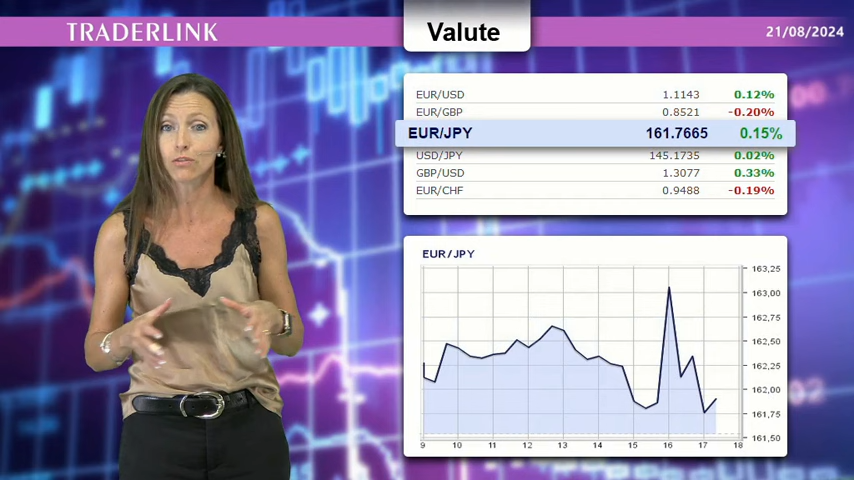 TRADERLINK
Valute
21/08/2024
EUR/USD 1.1143 0.12%
EUR/GBP 0.8521 -0.20%
EUR/JPY 161.7665 0.15%
USD/JPY 145.1735 0.02%
GBP/USD 1.3077 0.33%
EUR/CHF 0.9488 -0.19%
EUR/JPY
163,25
163,00
162,75
162,50
162,25
162,00
161,75
161,50
9 10 11 12 13 14 15 16 17 18